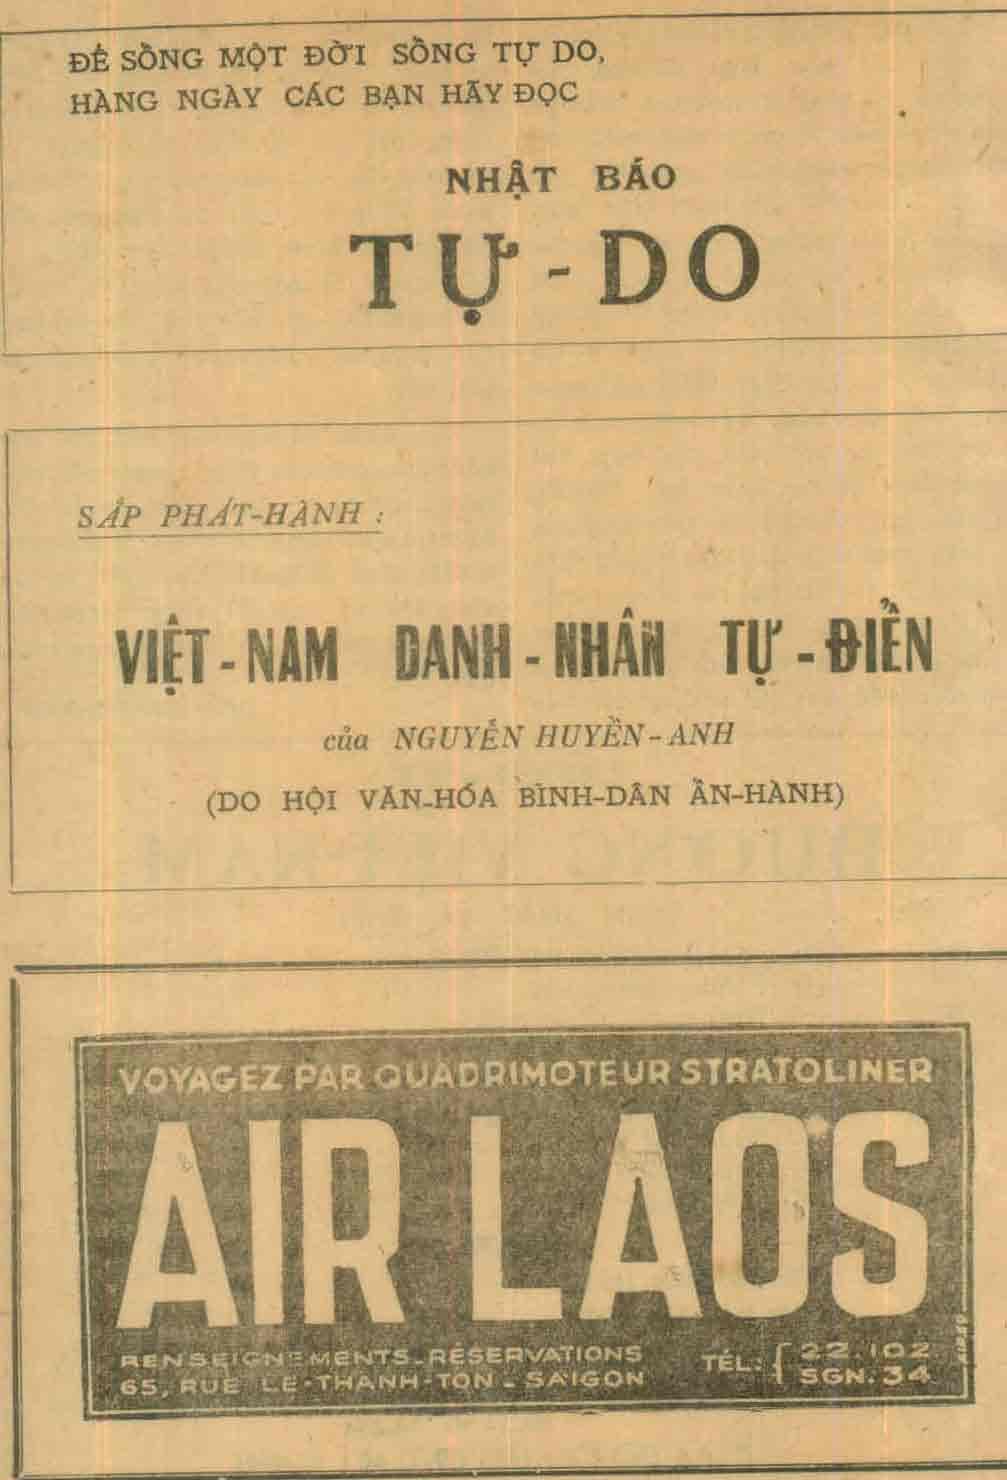 ĐỂ SỐNG MỘT ĐỜI SỐNG TỰ DO,
HÀNG NGÀY CÁC BẠN HÃY ĐỌC
NHẬT BÁO
TỰ - DO
SẮP PHÁT-HÀNH :
VIỆT - NAM DANH - NHÂN TỰ - ĐIỂN
của NGUYỄN HUYỀN - ANH
(DO HỘI VĂN-HÓA BÌNH-DÂN ẤN-HÀNH)
VOYAGEZ PAR QUADRIMOTEUR STRATOLINER
AIR LAOS
RENSEIGNEMENTS-RÉSERVATIONS
65, RUE LE-THANH-TON - SAIGON
TÉL: { 22.102
SGN. 34